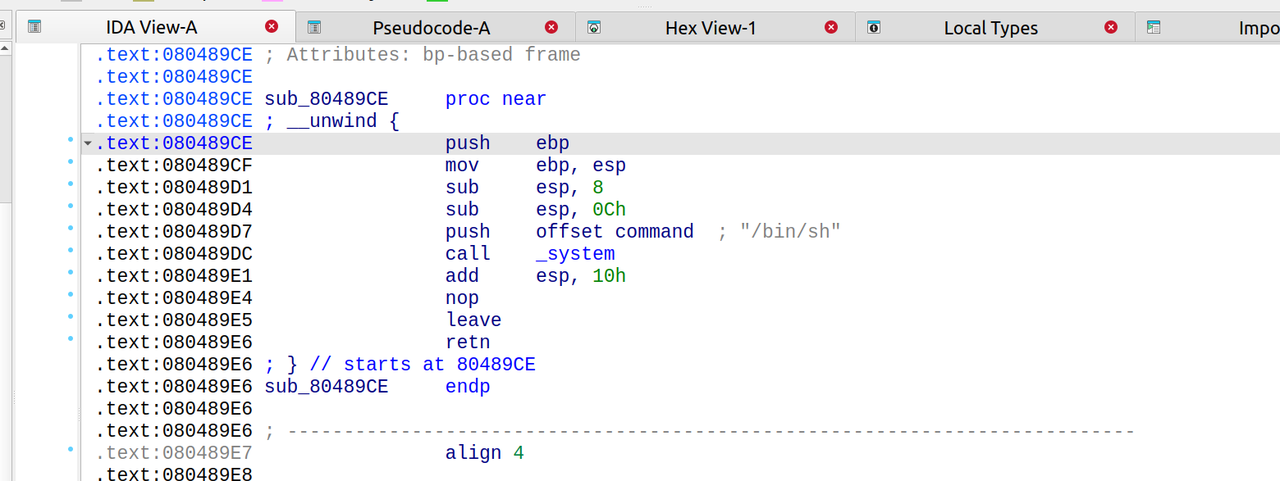 IDA View-A Pseudocode-A Hex View-1 Local Types Impo
.text:080489CE ; Attributes: bp-based frame
.text:080489CE
.text:080489CE sub_80489CE proc near
.text:080489CE ; __unwind {
.text:080489CE push ebp
.text:080489CF mov ebp, esp
.text:080489D1 sub esp, 8
.text:080489D4 sub esp, 0Ch
.text:080489D7 push offset command ; "/bin/sh"
.text:080489DC call _system
.text:080489E1 add esp, 10h
.text:080489E4 nop
.text:080489E5 leave
.text:080489E6 retn
.text:080489E6 ; } // starts at 80489CE
.text:080489E6 sub_80489CE endp
.text:080489E6
.text:080489E6 ; ---------------------------------------------------------------------------
.text:080489E7 align 4
.text:080489E8